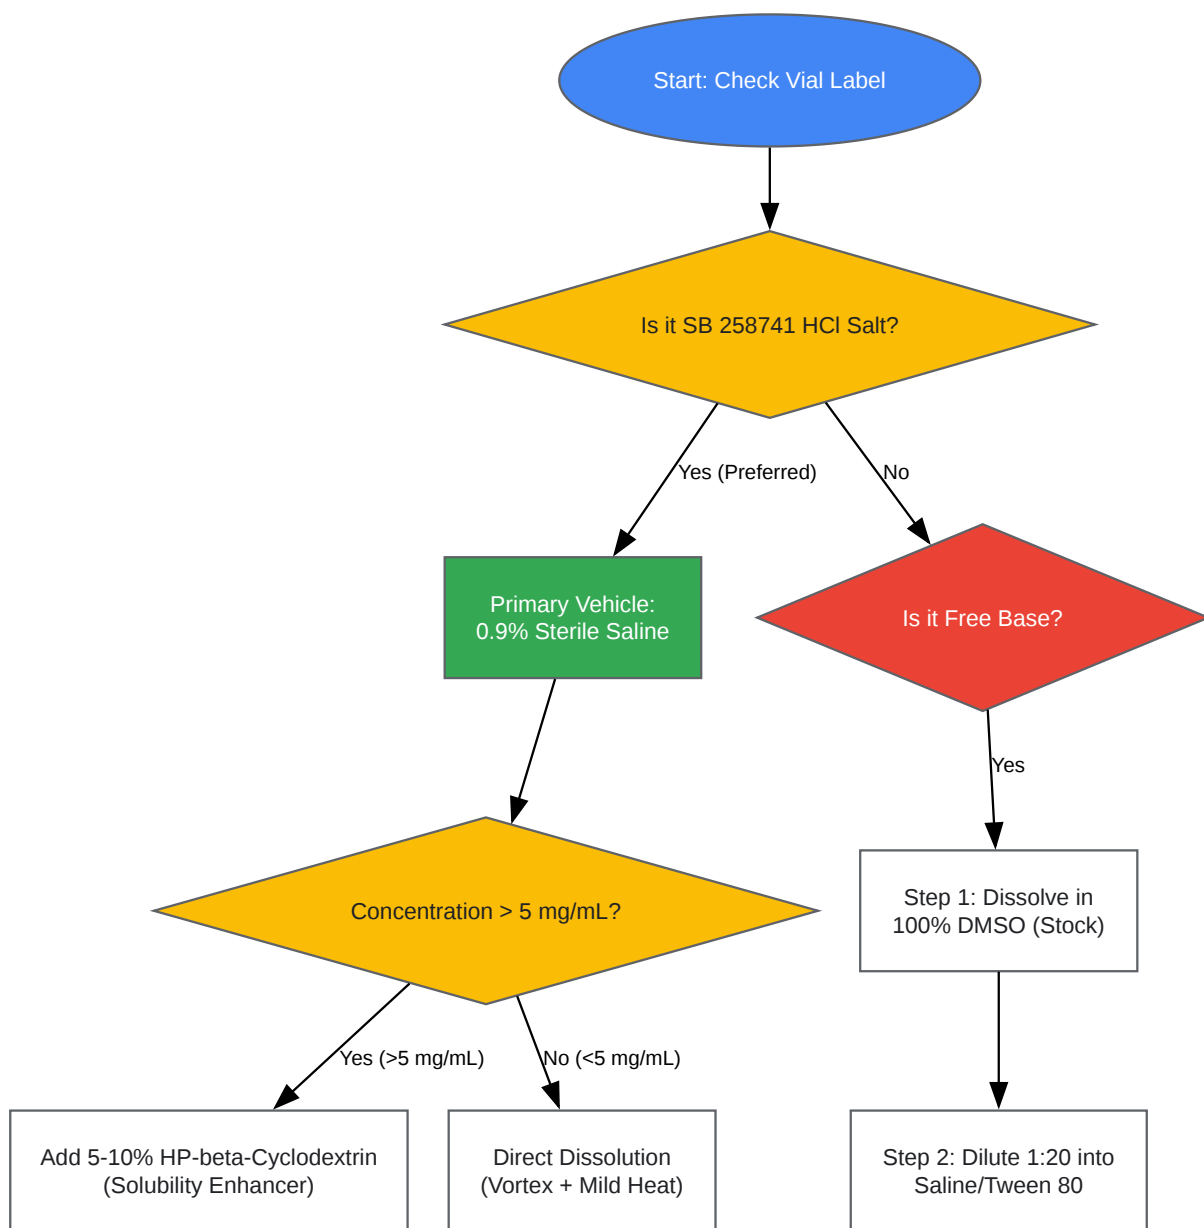 Start: Check Vial Label
Is it SB 258741 HCl Salt?
Yes (Preferred)
No
Primary Vehicle:
0.9% Sterile Saline
Is it Free Base?
Yes
Concentration > 5 mg/mL?
Step 1: Dissolve in
100% DMSO (Stock)
Yes (>5 mg/mL)
No (<5 mg/mL)
Add 5-10% HP-beta-Cyclodextrin
(Solubility Enhancer)
Direct Dissolution
(Vortex + Mild Heat)
Step 2: Dilute 1:20 into
Saline/Tween 80